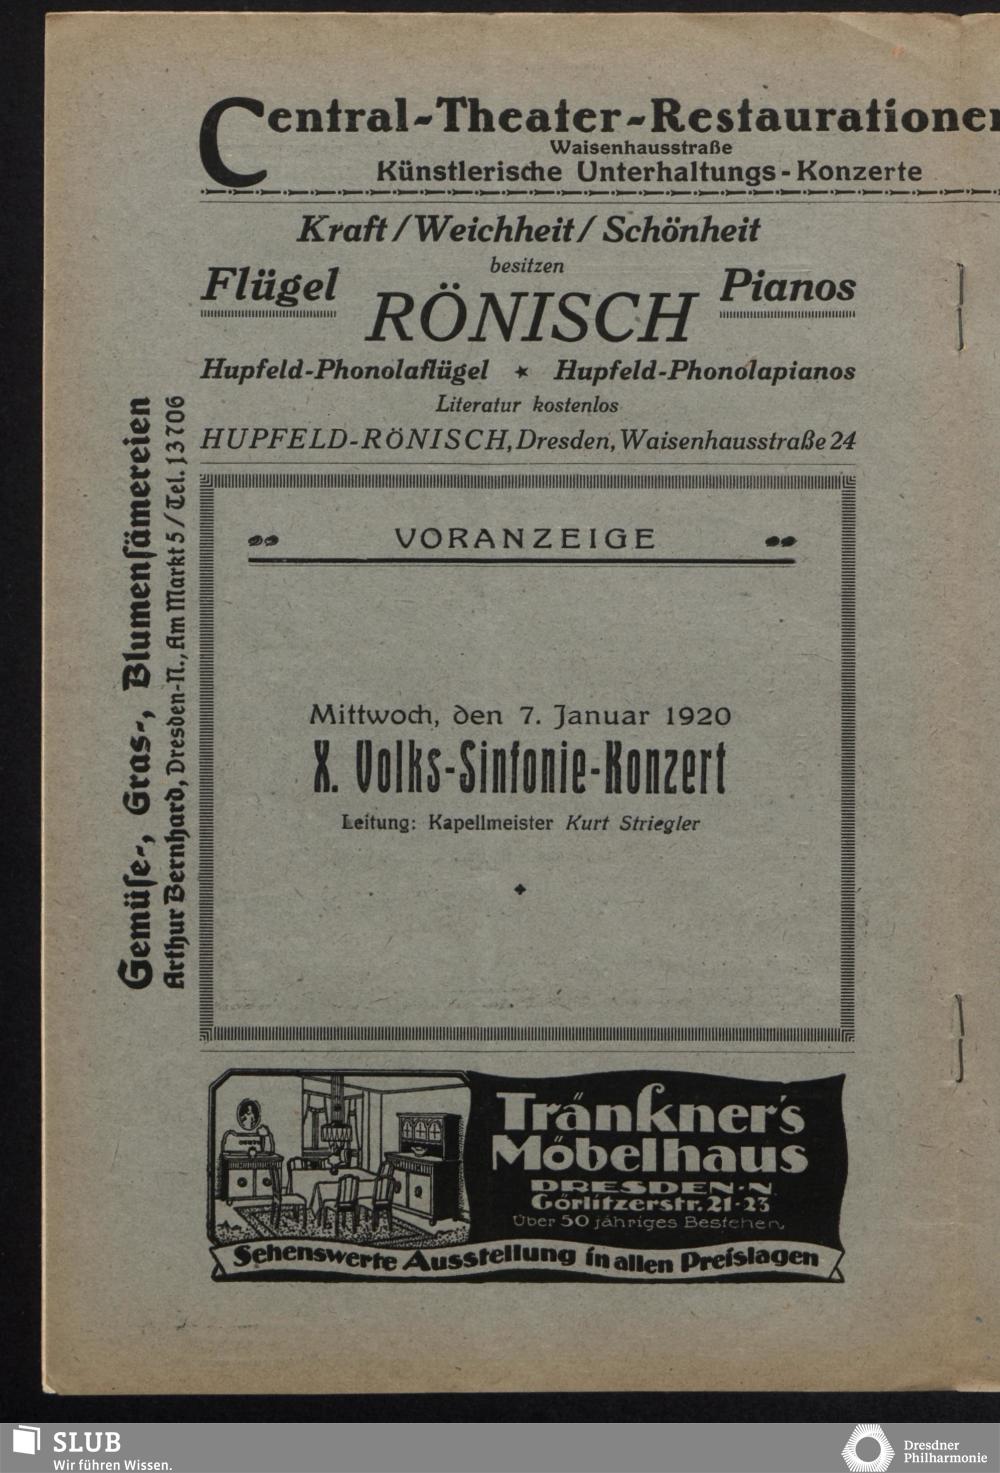 Central-Theater-Restauratione
Waisenhausstraße
Künstlerische Unterhaltungs-Konzerte
Kraft / Weichheit / Schönheit
besitzen
Flügel RÖNISCH Pianos
Hupfeld-Phonolaflügel ★ Hupfeld-Phonolapianos
Literatur kostenlos
HUPFELD-RÖNISCH, Dresden, Waisenhausstraße 24
Gemüse-, Gras-, Blumensämereien
Arthur Bernhard, Dresden-N., Am Markt 5 / Tel. 13706
VORANZEIGE
Mittwoch, den 7. Januar 1920
X. Volks-Sinfonie-Konzert
Leitung: Kapellmeister Kurt Striegler
Tränkner's
Möbelhaus
DRESDEN-N
Görlitzerstr. 21-23
Über 50 jähriges Bestehen.
Sehenswerte Ausstellung in allen Preislagen
SLUB
Wir führen Wissen.
Dresdner
Philharmonie